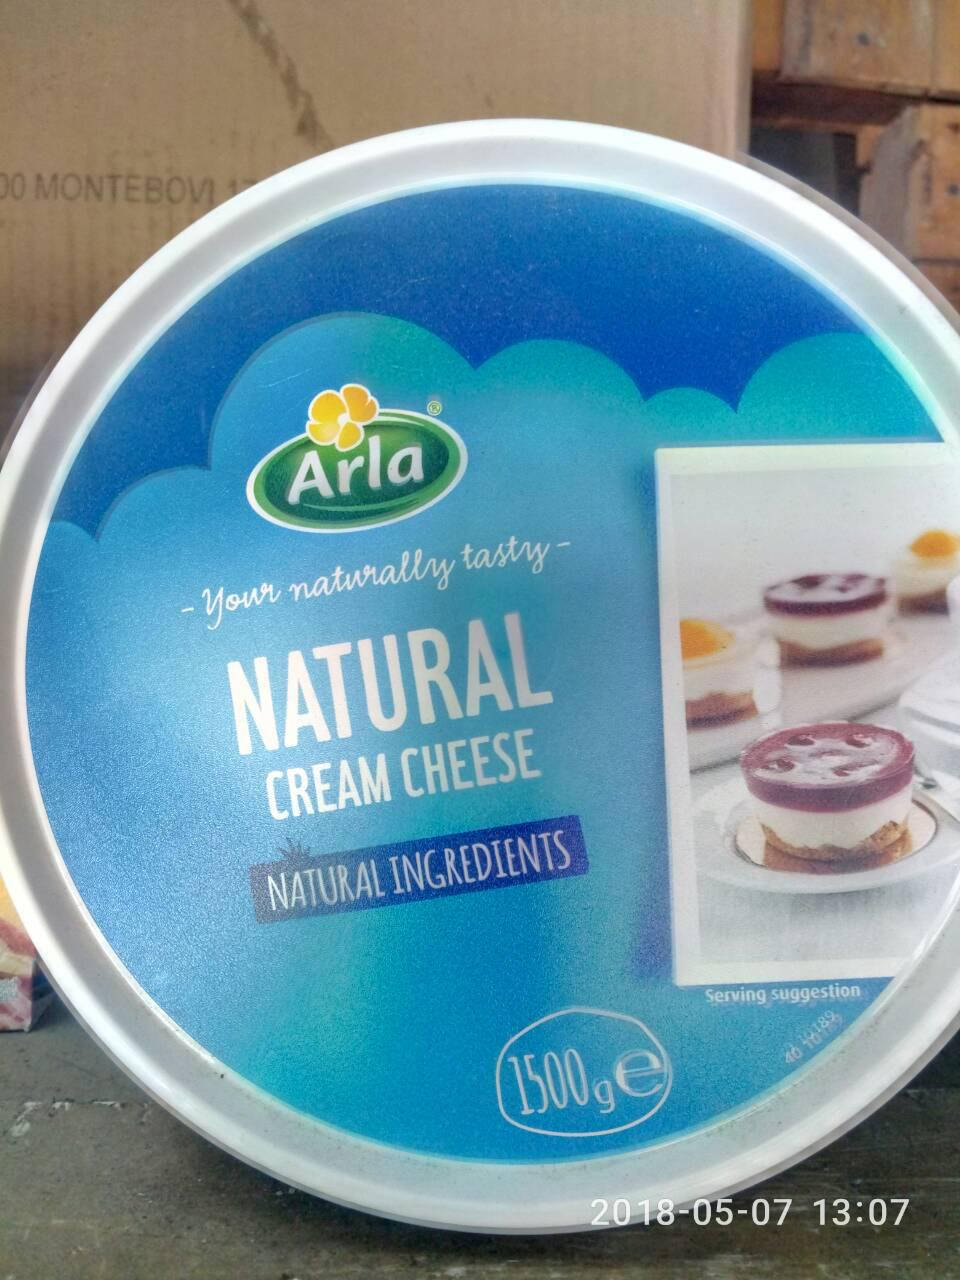 00 MONTEBOVI
Arla®
- Your naturally tasty -
NATURAL
CREAM CHEESE
NATURAL INGREDIENTS
Serving suggestion
1500g e
2018-05-07 13:07